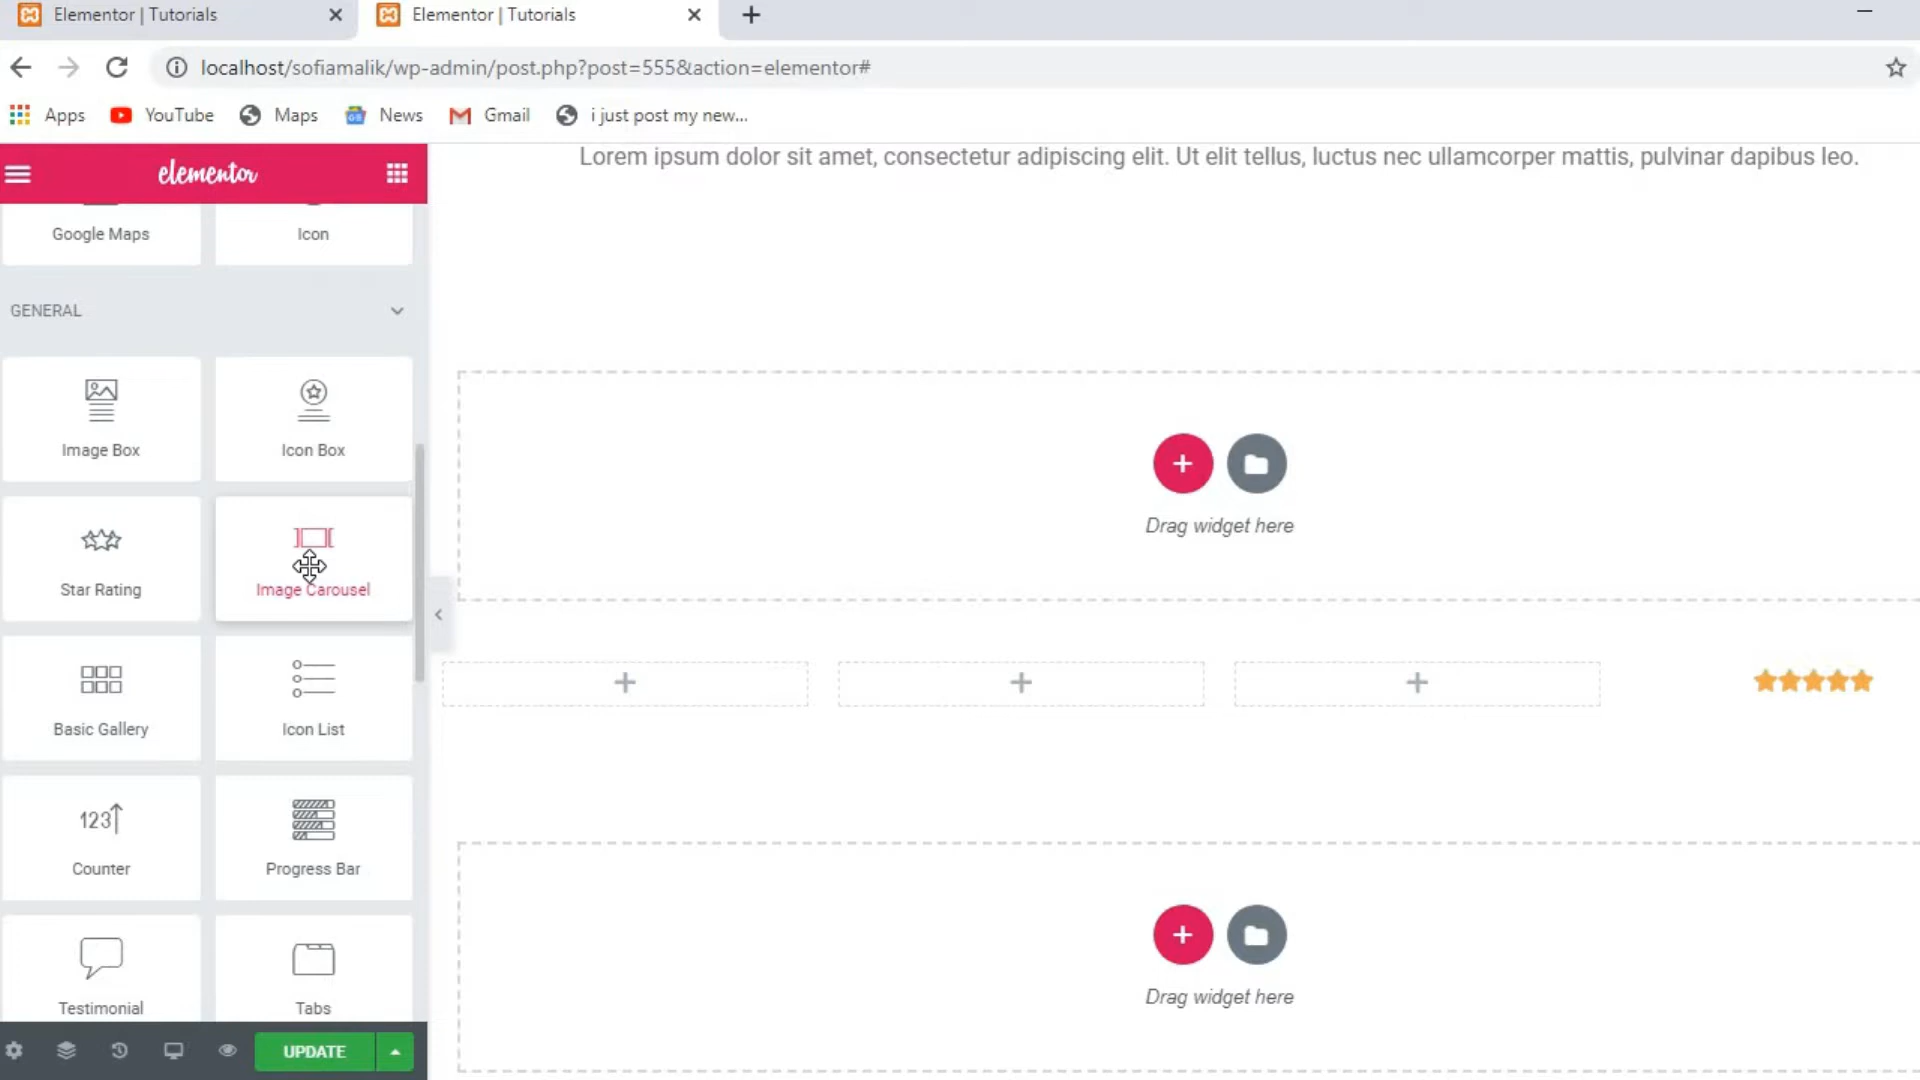 Elementor | Tutorials
Elementor | Tutorials
localhost/sofiamalik/wp-admin/post.php?post=555&action=elementor#
Apps YouTube Maps News Gmail i just post my new...
elementor
Lorem ipsum dolor sit amet, consectetur adipiscing elit. Ut elit tellus, luctus nec ullamcorper mattis, pulvinar dapibus leo.
Google Maps
Icon
GENERAL
Image Box
Icon Box
Star Rating
Image Carousel
Basic Gallery
Icon List
123
Counter
Progress Bar
Testimonial
Tabs
UPDATE
Drag widget here
Drag widget here